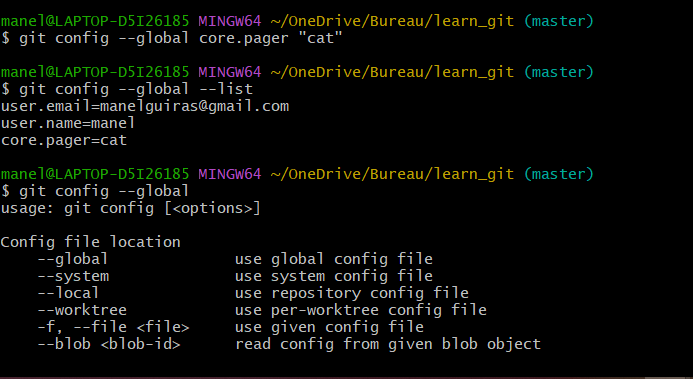 manel@LAPTOP-D5I26185 MINGW64 ~/OneDrive/Bureau/learn_git (master)
$ git config --global core.pager "cat"

manel@LAPTOP-D5I26185 MINGW64 ~/OneDrive/Bureau/learn_git (master)
$ git config --global --list
user.email=manelguiras@gmail.com
user.name=manel
core.pager=cat

manel@LAPTOP-D5I26185 MINGW64 ~/OneDrive/Bureau/learn_git (master)
$ git config --global
usage: git config [<options>]

Config file location
    --global              use global config file
    --system              use system config file
    --local               use repository config file
    --worktree            use per-worktree config file
    -f, --file <file>     use given config file
    --blob <blob-id>      read config from given blob object